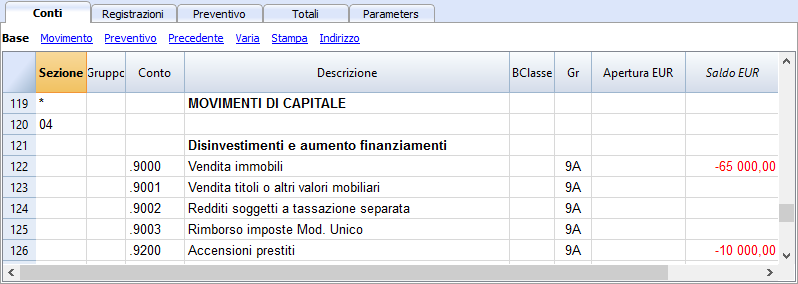 Conti Registrazioni Preventivo Totali Parameters
Base Movimento Preventivo Precedente Varia Stampa Indirizzo
Sezione Gruppo Conto Descrizione BClasse Gr Apertura EUR Saldo EUR
119 * MOVIMENTI DI CAPITALE
120 04
121 Disinvestimenti e aumento finanziamenti
122 .9000 Vendita immobili 9A -65 000,00
123 .9001 Vendita titoli o altri valori mobiliari 9A
124 .9002 Redditi soggetti a tassazione separata 9A
125 .9003 Rimborso imposte Mod. Unico 9A
126 .9200 Accensioni prestiti 9A -10 000,00